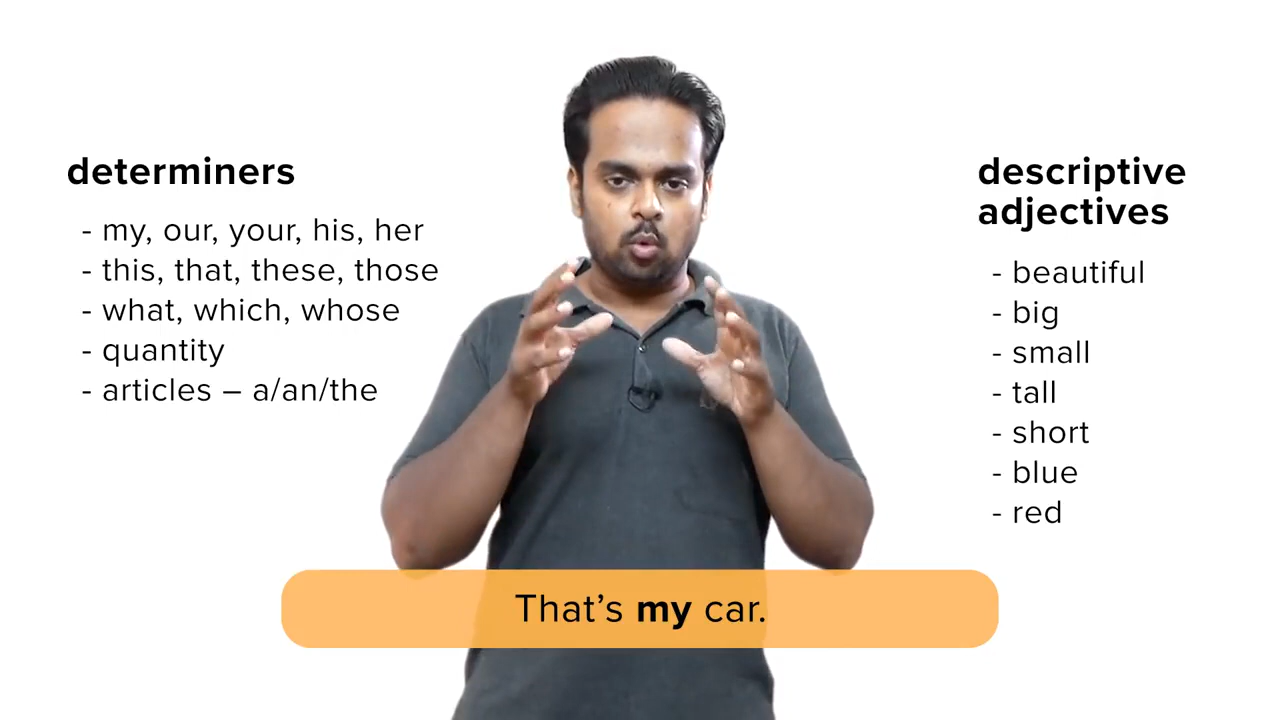 determiners
- my, our, your, his, her
- this, that, these, those
- what, which, whose
- quantity
- articles – a/an/the
descriptive
adjectives
- beautiful
- big
- small
- tall
- short
- blue
- red
That’s my car.